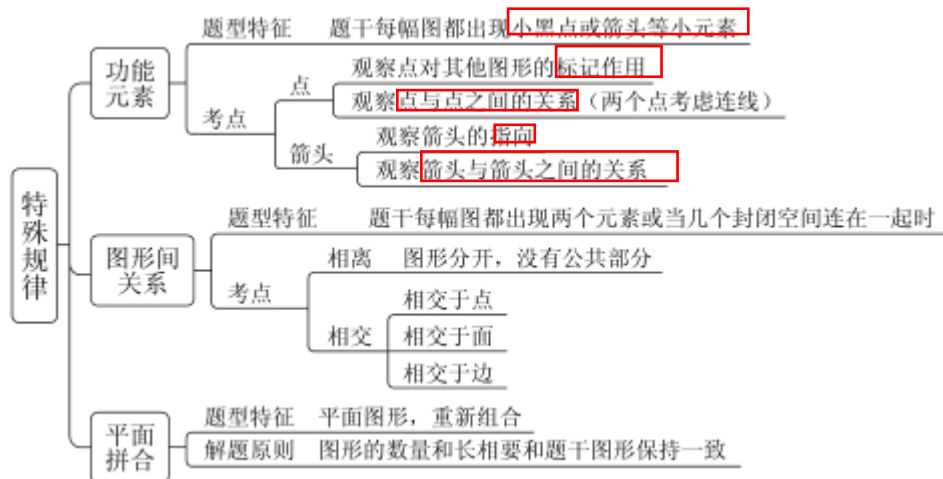 题型特征 题干每幅图都出现小黑点或箭头等小元素
功能
元素
观察点对其他图形的标记作用
点
观察点与点之间的关系（两个点考虑连线）
考点
观察箭头的指向
箭头
观察箭头与箭头之间的关系
特殊规律
题型特征 题干每幅图都出现两个元素或当几个封闭空间连在一起时
图形间
关系
相离 图形分开，没有公共部分
考点
相交于点
相交 相交于面
相交于边
题型特征 平面图形，重新组合
平面
拼合
解题原则 图形的数量和长相要和题干图形保持一致